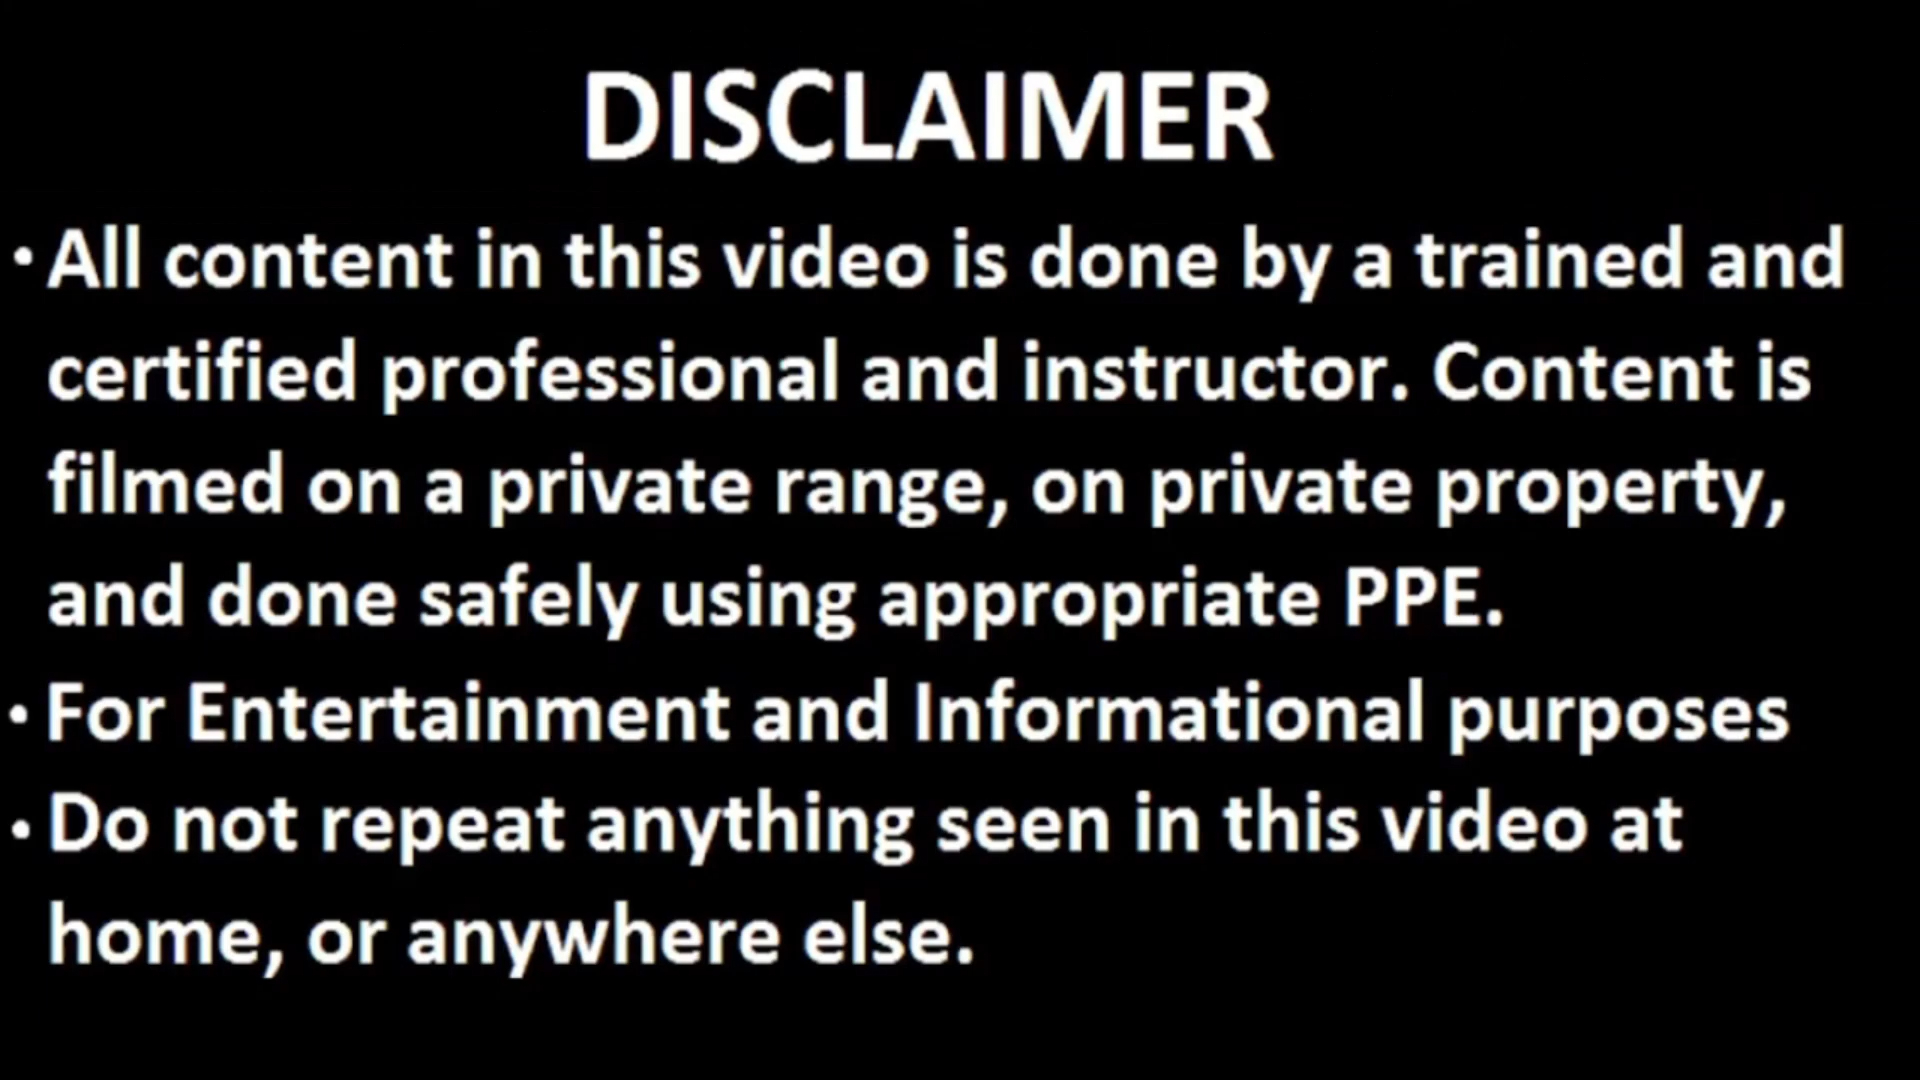 DISCLAIMER
• All content in this video is done by a trained and
certified professional and instructor. Content is
filmed on a private range, on private property,
and done safely using appropriate PPE.
• For Entertainment and Informational purposes
• Do not repeat anything seen in this video at
home, or anywhere else.